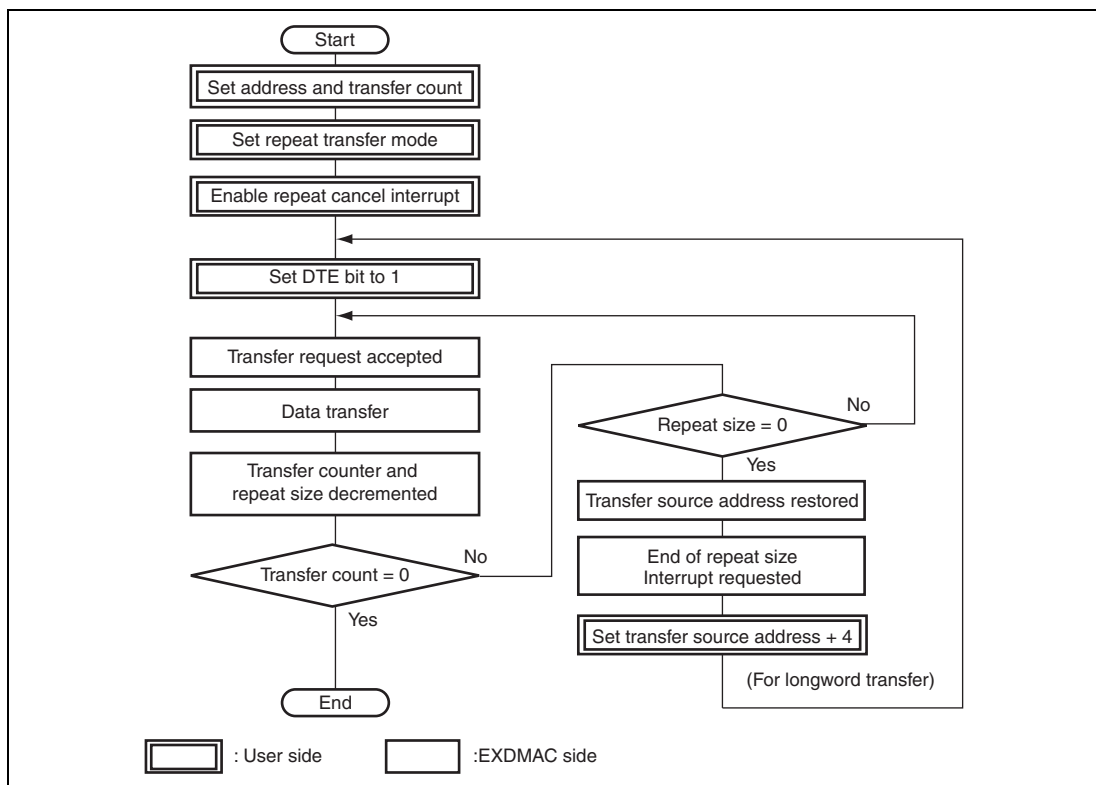 Start
Set address and transfer count
Set repeat transfer mode
Enable repeat cancel interrupt
Set DTE bit to 1
Transfer request accepted
Data transfer
Transfer counter and
repeat size decremented
Transfer count = 0
No
Yes
End
Repeat size = 0
No
Yes
Transfer source address restored
End of repeat size
Interrupt requested
Set transfer source address + 4
(For longword transfer)
: User side
:EXDMAC side